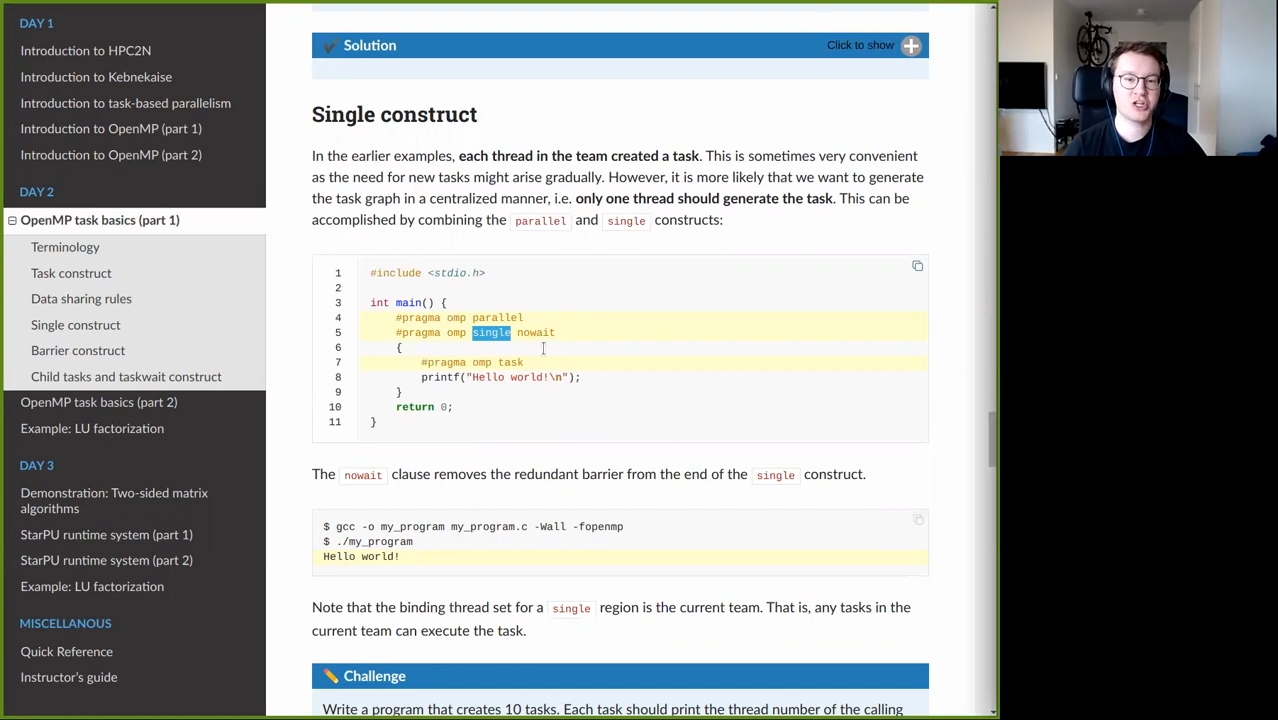 DAY 1
Introduction to HPC2N
Introduction to Kebnekaise
Introduction to task-based parallelism
Introduction to OpenMP (part 1)
Introduction to OpenMP (part 2)
DAY 2
OpenMP task basics (part 1)
Terminology
Task construct
Data sharing rules
Single construct
Barrier construct
Child tasks and taskwait construct
OpenMP task basics (part 2)
Example: LU factorization
DAY 3
Demonstration: Two-sided matrix
algorithms
StarPU runtime system (part 1)
StarPU runtime system (part 2)
Example: LU factorization
MISCELLANEOUS
Quick Reference
Instructor's guide
Solution Click to show
Single construct
In the earlier examples, each thread in the team created a task. This is sometimes very convenient
as the need for new tasks might arise gradually. However, it is more likely that we want to generate
the task graph in a centralized manner, i.e. only one thread should generate the task. This can be
accomplished by combining the parallel and single constructs:
1 #include <stdio.h>
2
3 int main() {
4 #pragma omp parallel
5 #pragma omp single nowait
6 {
7 #pragma omp task
8 printf("Hello world!\n");
9 }
10 return 0;
11 }
The nowait clause removes the redundant barrier from the end of the single construct.
$ gcc -o my_program my_program.c -Wall -fopenmp
$ ./my_program
Hello world!
Note that the binding thread set for a single region is the current team. That is, any tasks in the
current team can execute the task.
Challenge
Write a program that creates 10 tasks. Each task should print the thread number of the calling